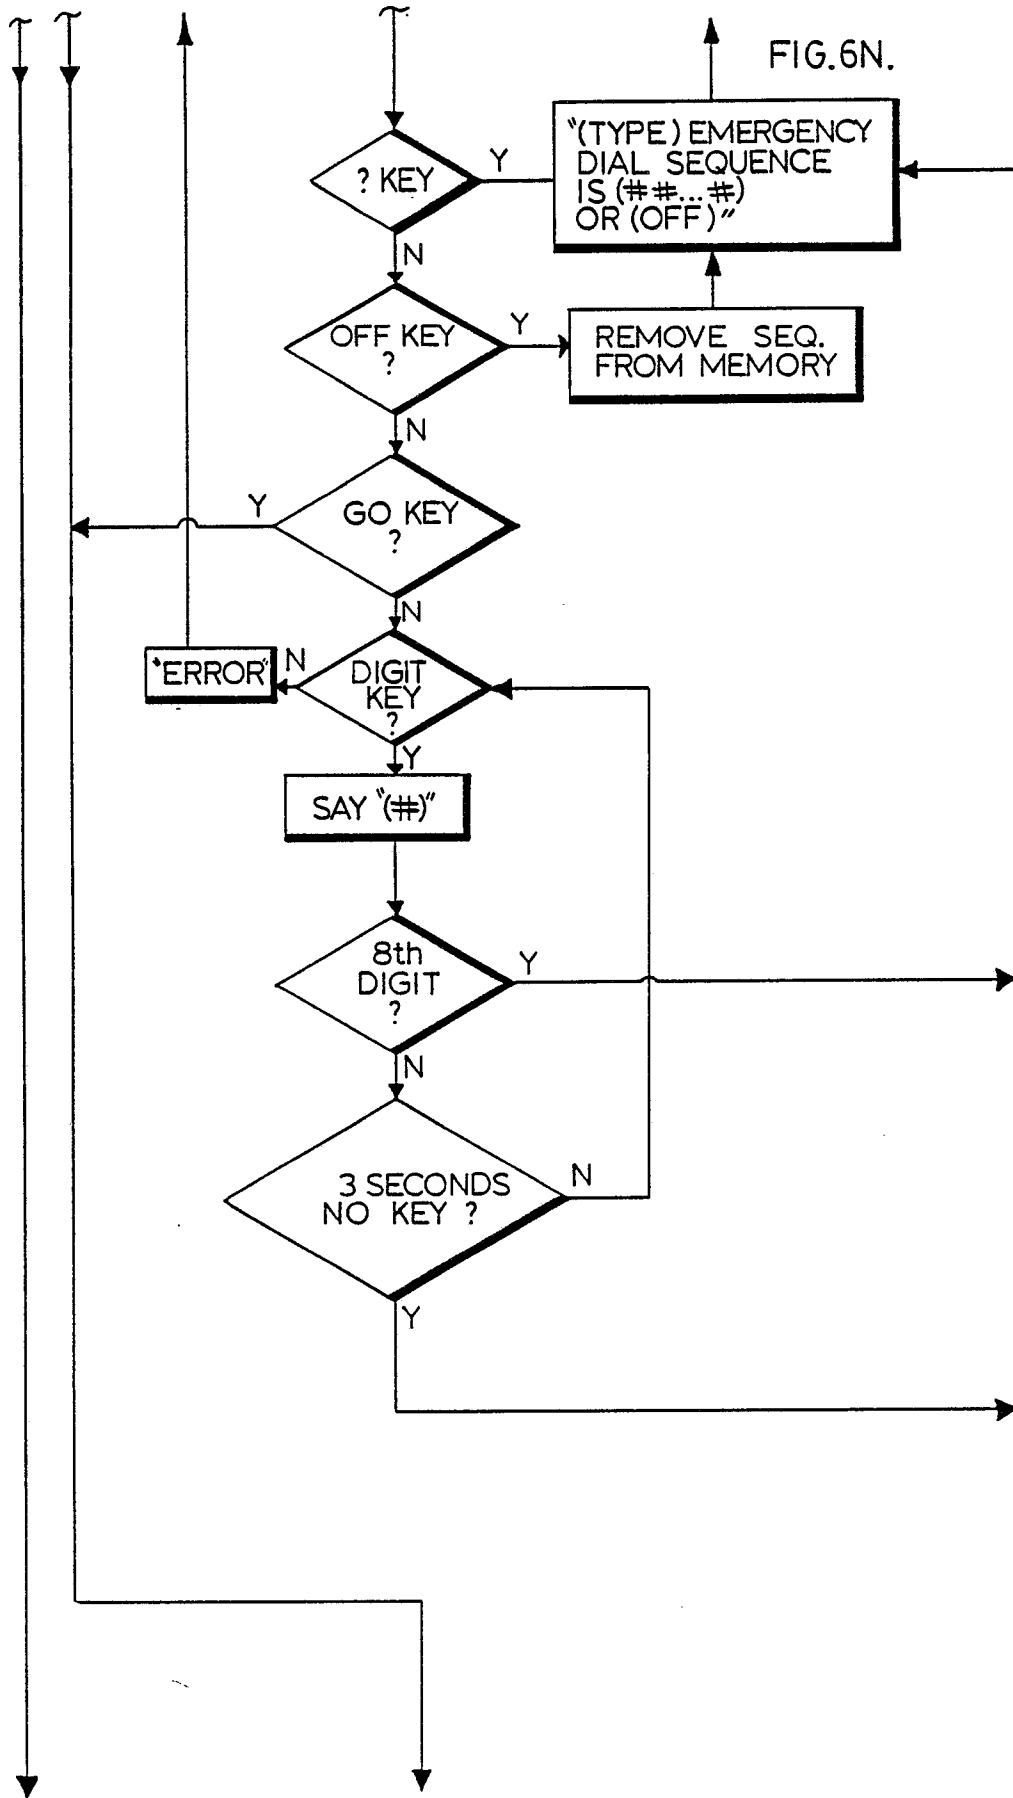 FIG.6N.
? KEY
Y
"(TYPE) EMERGENCY
DIAL SEQUENCE
IS (##...#)
OR (OFF)"
N
OFF KEY
?
Y
REMOVE SEQ.
FROM MEMORY
N
Y
GO KEY
?
N
"ERROR"
N
DIGIT
KEY
?
Y
SAY "(#)"
8th
DIGIT
?
Y
N
3 SECONDS
NO KEY ?
N
Y